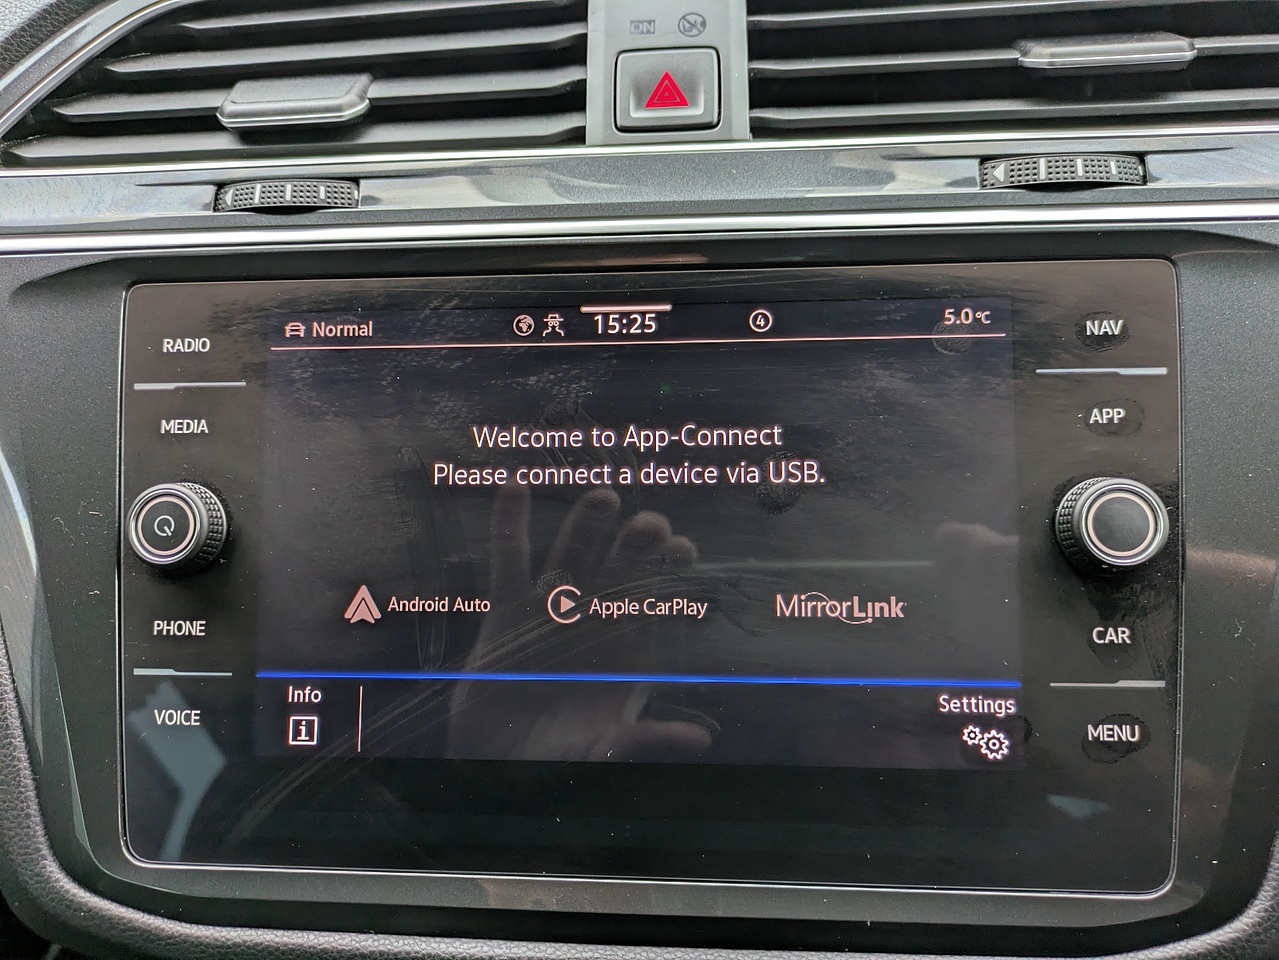 ON
RADIO
MEDIA
PHONE
VOICE
Normal
15:25
4
5.0°C
Welcome to App-Connect
Please connect a device via USB.
Android Auto
Apple CarPlay
MirrorLink
Info
i
Settings
NAV
APP
CAR
MENU